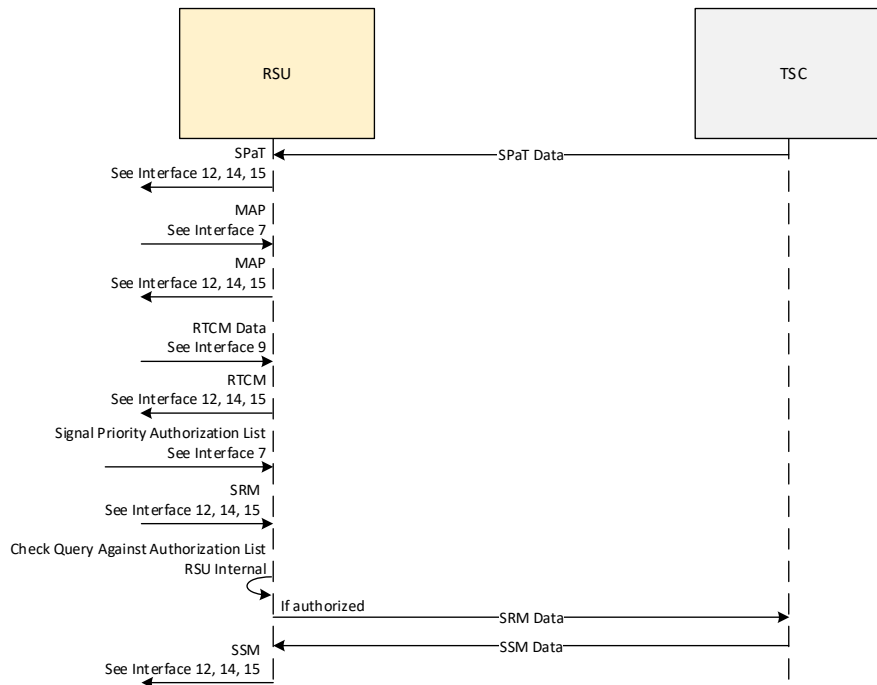 RSU
TSC
SPaT
SPaT Data
See Interface 12, 14, 15
MAP
See Interface 7
MAP
See Interface 12, 14, 15
RTCM Data
See Interface 9
RTCM
See Interface 12, 14, 15
Signal Priority Authorization List
See Interface 7
SRM
See Interface 12, 14, 15
Check Query Against Authorization List
RSU Internal
If authorized
SRM Data
SSM
SSM Data
See Interface 12, 14, 15